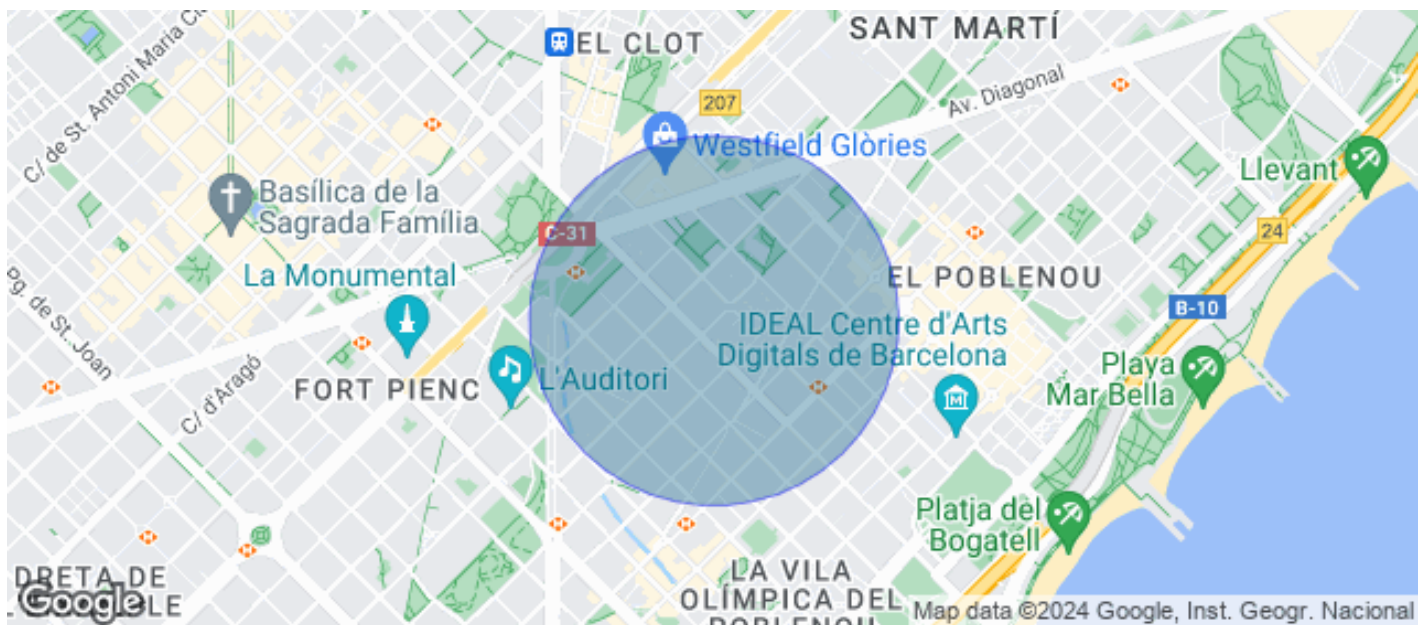 SANT MARTÍ
EL CLOT
C/ de St. Antoni Maria Cl
Av. Diagonal
207
Westfield Glòries
Llevant
Basílica de la
Sagrada Família
C-31
24
La Monumental
EL POBLENOU
B-10
Pg. de St. Joan
IDEAL Centre d'Arts
Digitals de Barcelona
Playa
Mar Bella
FORT PIENC
L'Auditori
C/ d'Aragó
M
Platja del
Bogatell
DRETA DE
Google
LA VILA
OLÍMPICA DEL
POBLENOU
Map data ©2024 Google, Inst. Geogr. Nacional